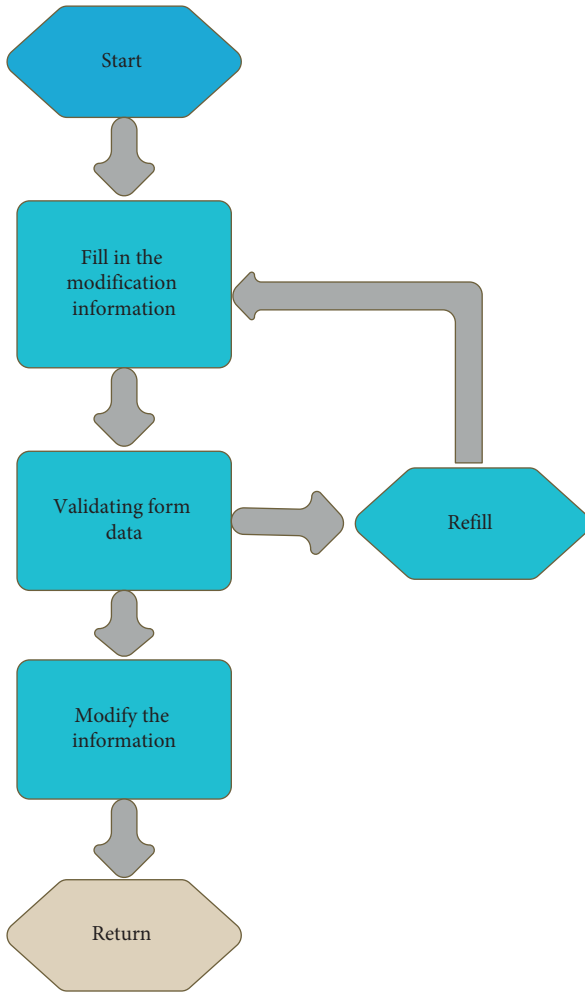 Start
Fill in the
modification
information
Validating form
data
Refill
Modify the
information
Return